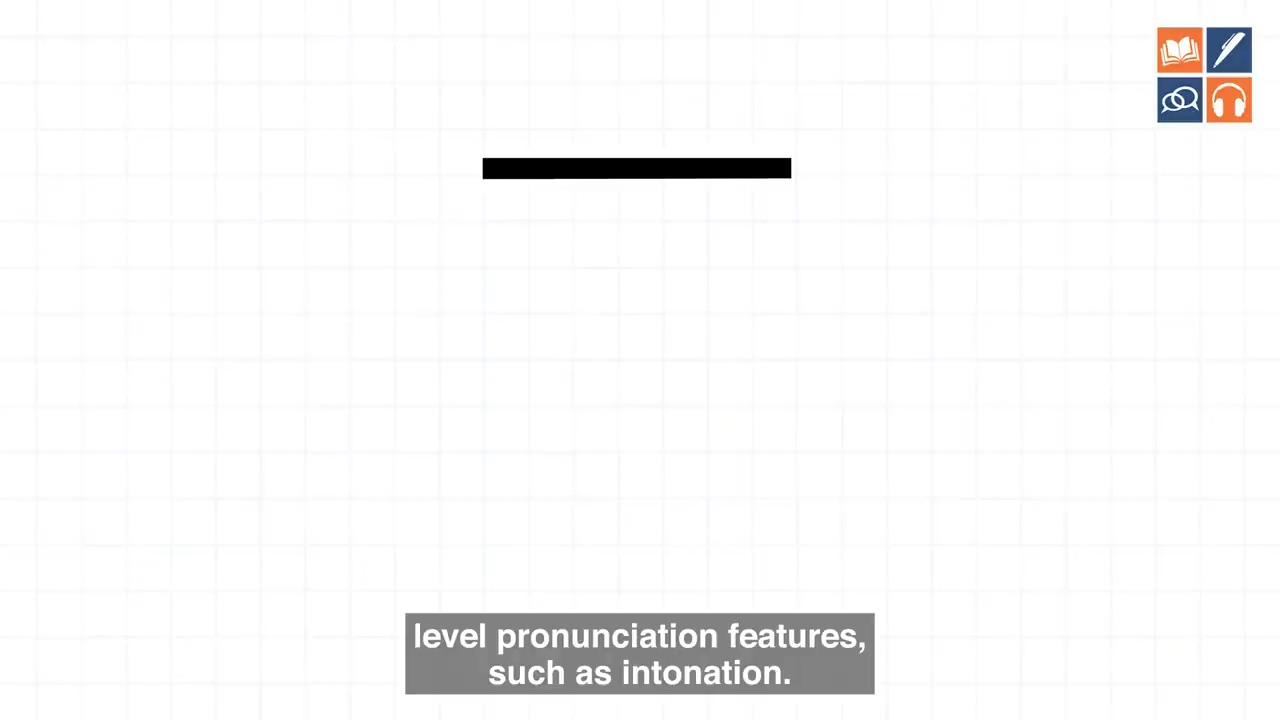 level pronunciation features,
such as intonation.